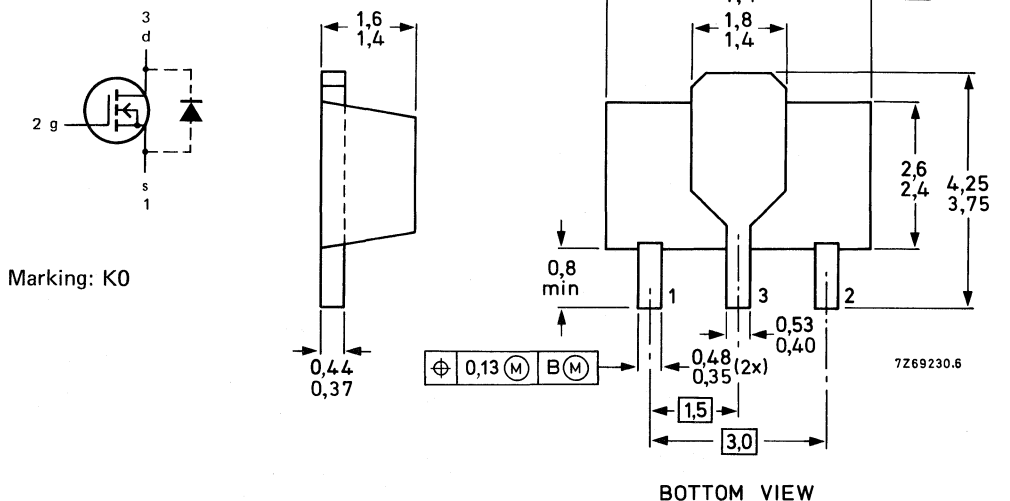 3
d
2 g
s
1
Marking: K0
1,6
1,4
0,44
0,37
1,8
1,4
2,6
2,4
4,25
3,75
0,8
min
1
3
2
0,53
0,40
0,13 Ⓜ B Ⓜ
0,48
0,35 (2x)
7Z69230.6
1,5
3,0
BOTTOM VIEW